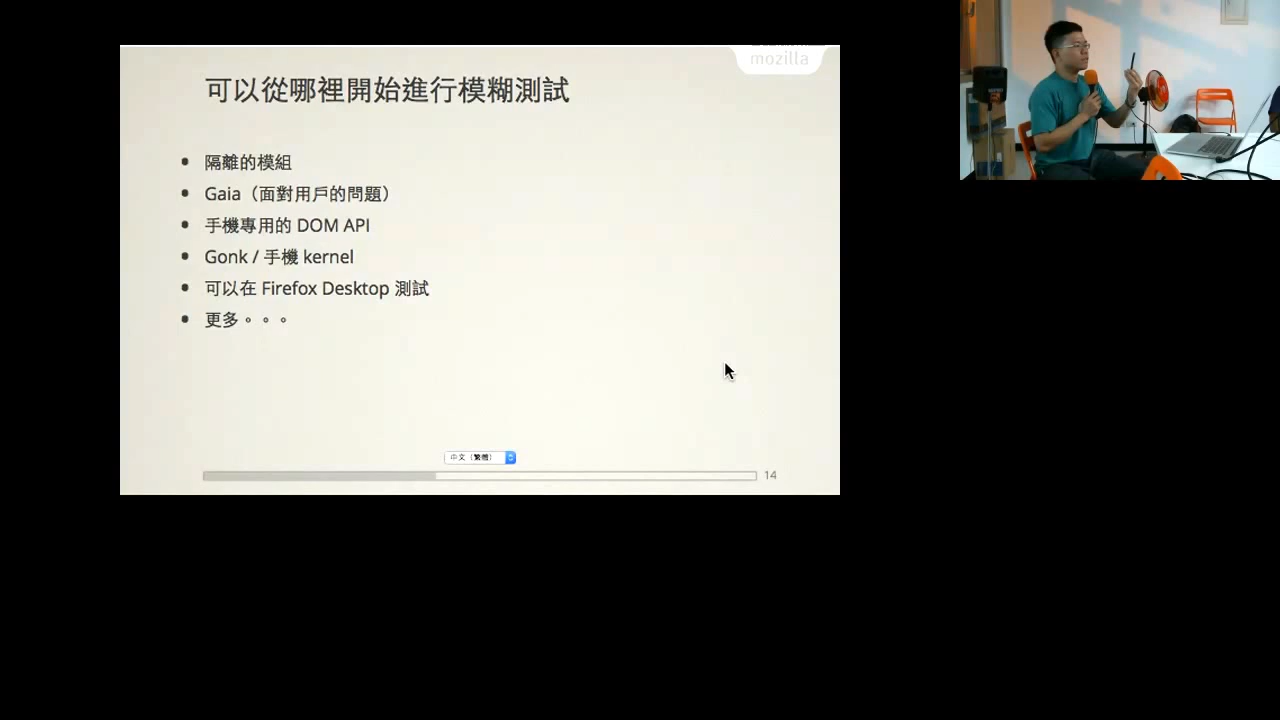 mozilla
可以從哪裡開始進行模糊測試
隔離的模組
Gaia（面對用戶的問題）
手機專用的 DOM API
Gonk / 手機 kernel
可以在 Firefox Desktop 測試
更多。。。
中文（繁體）
14